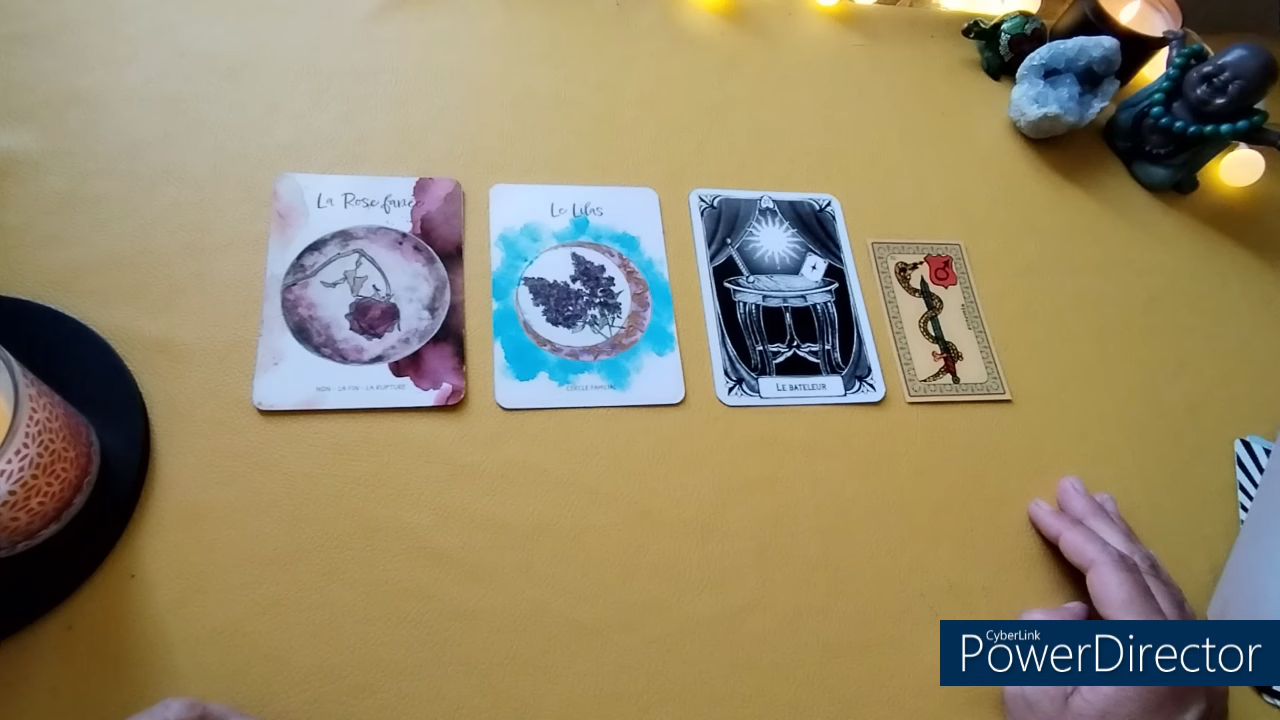 La Rose fanée
NON - LA FIN - LA RUPTURE
Le Lilas
CERCLE FAMILIAL
LE BATELEUR
CyberLink
PowerDirector